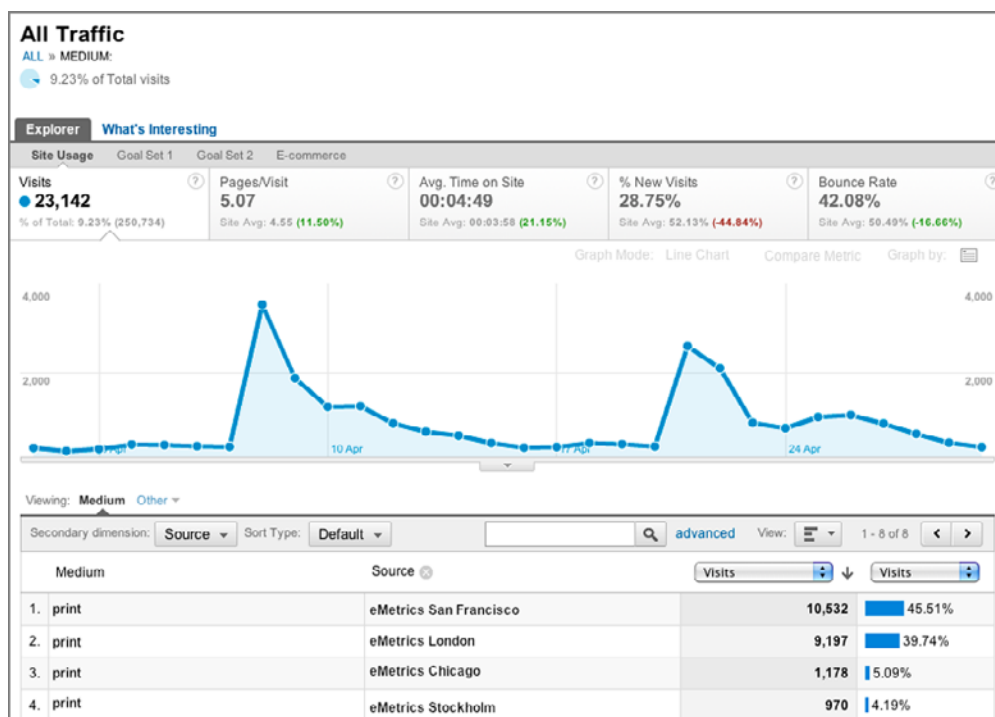 All Traffic
ALL » MEDIUM:
9.23% of Total visits
Explorer What's Interesting
Site Usage Goal Set 1 Goal Set 2 E-commerce
Visits ? Pages/Visit ? Avg. Time on Site ? % New Visits ? Bounce Rate ?
23,142 5.07 00:04:49 28.75% 42.08%
% of Total: 9.23% (250,734) Site Avg: 4.55 (11.50%) Site Avg: 00:03:58 (21.15%) Site Avg: 52.13% (-44.84%) Site Avg: 50.49% (-16.66%)
Graph Mode: Line Chart Compare Metric Graph by:
4,000 4,000
2,000 2,000
Apr 10 Apr 17 Apr 24 Apr
Viewing: Medium Other
Secondary dimension: Source Sort Type: Default advanced View: 1 - 8 of 8
Medium Source Visits Visits
1. print eMetrics San Francisco 10,532 45.51%
2. print eMetrics London 9,197 39.74%
3. print eMetrics Chicago 1,178 5.09%
4. print eMetrics Stockholm 970 4.19%